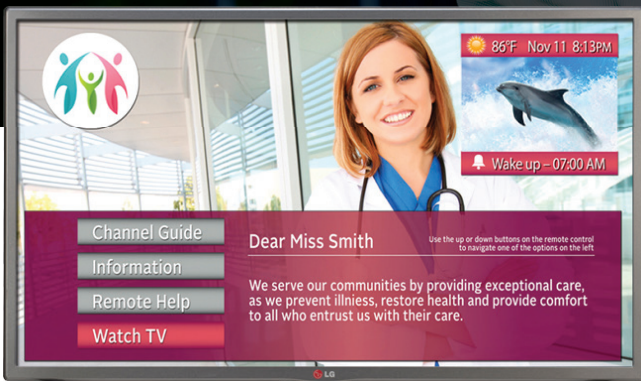 86°F Nov 11 8:13PM
Wake up – 07:00 AM
Channel Guide
Information
Remote Help
Watch TV
Dear Miss Smith
Use the up or down buttons on the remote control
to navigate one of the options on the left
We serve our communities by providing exceptional care,
as we prevent illniess, restore health and provide comfort
to all who entrust us with their care.
LG